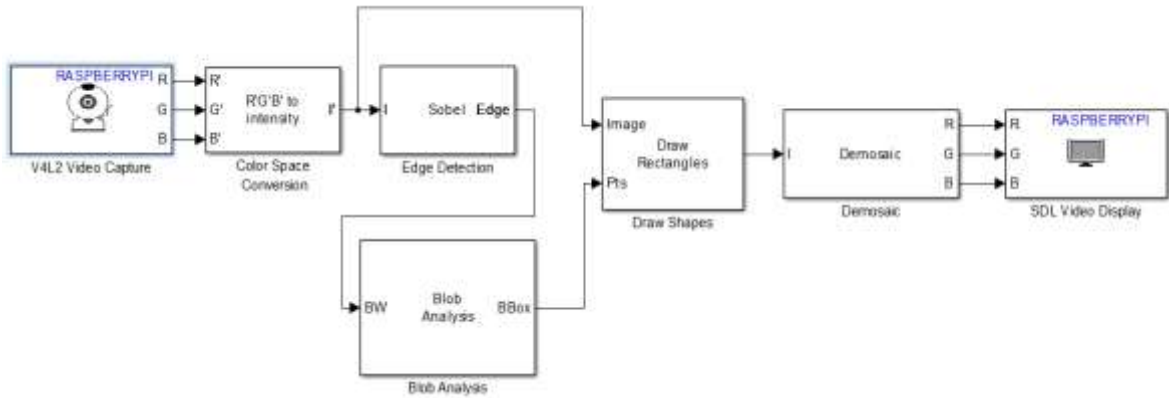 RASPBERRYPI
R
G
B
V4L2 Video Capture
R'
G'
B'
R'G'B' to
intensity
I'
Color Space
Conversion
I
Sobel
Edge
Edge Detection
BW
Blob
Analysis
BBox
Blob Analysis
Image
Pts
Draw
Rectangles
Draw Shapes
I
Demosaic
R
G
B
Demosaic
R
G
B
RASPBERRYPI
SDL Video Display